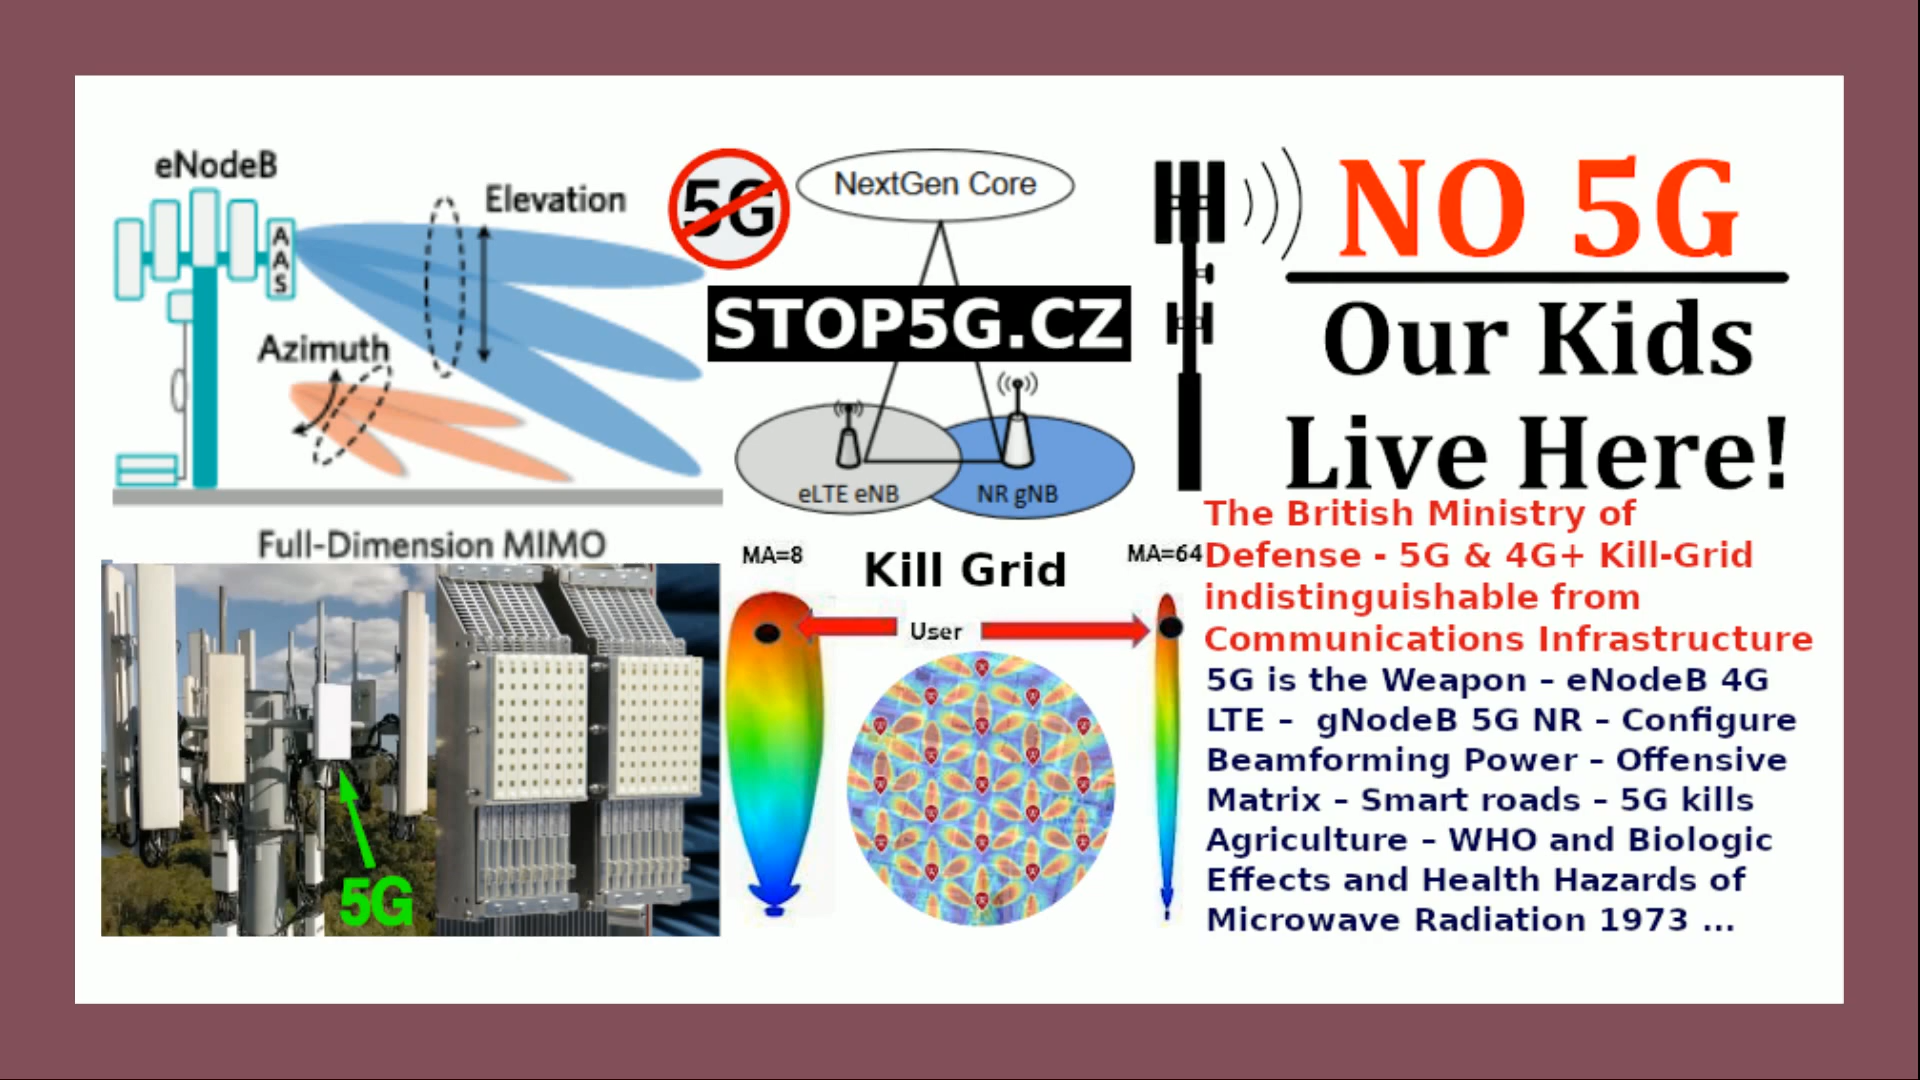 eNodeB
A
A
S
Elevation
Azimuth
Full-Dimension MIMO
5G
5G
NextGen Core
STOP5G.CZ
eLTE eNB
NR gNB
MA=8
Kill Grid
MA=64
User
NO 5G
Our Kids
Live Here!
The British Ministry of
Defense - 5G & 4G+ Kill-Grid
indistinguishable from
Communications Infrastructure
5G is the Weapon – eNodeB 4G
LTE – gNodeB 5G NR – Configure
Beamforming Power – Offensive
Matrix – Smart roads – 5G kills
Agriculture – WHO and Biologic
Effects and Health Hazards of
Microwave Radiation 1973 ...